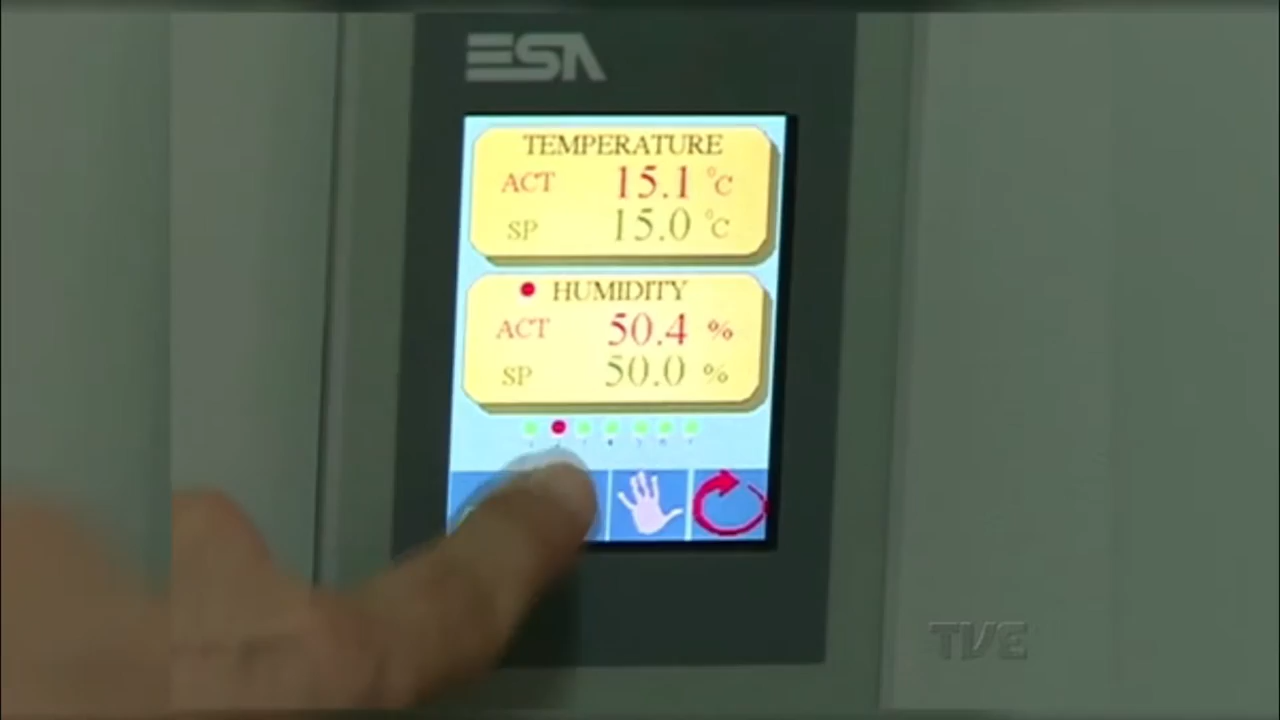 ESA
TEMPERATURE
ACT 15.1 °C
SP 15.0 °C
HUMIDITY
ACT 50.4 %
SP 50.0 %
TVE